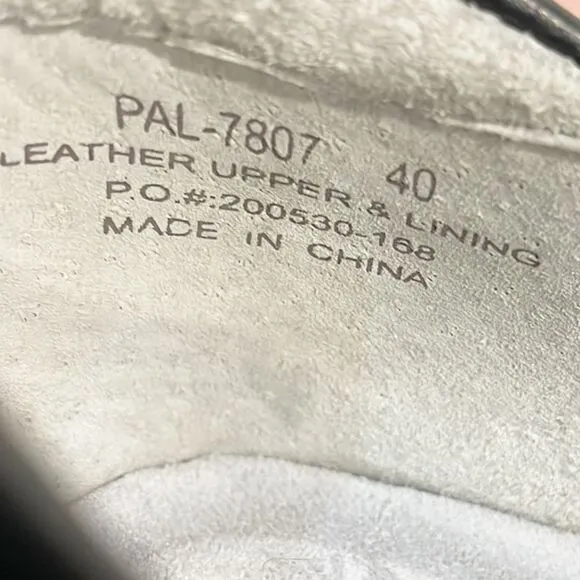 PAL-7807 40
LEATHER UPPER & LINING
P.O.#:200530-168
MADE IN CHINA